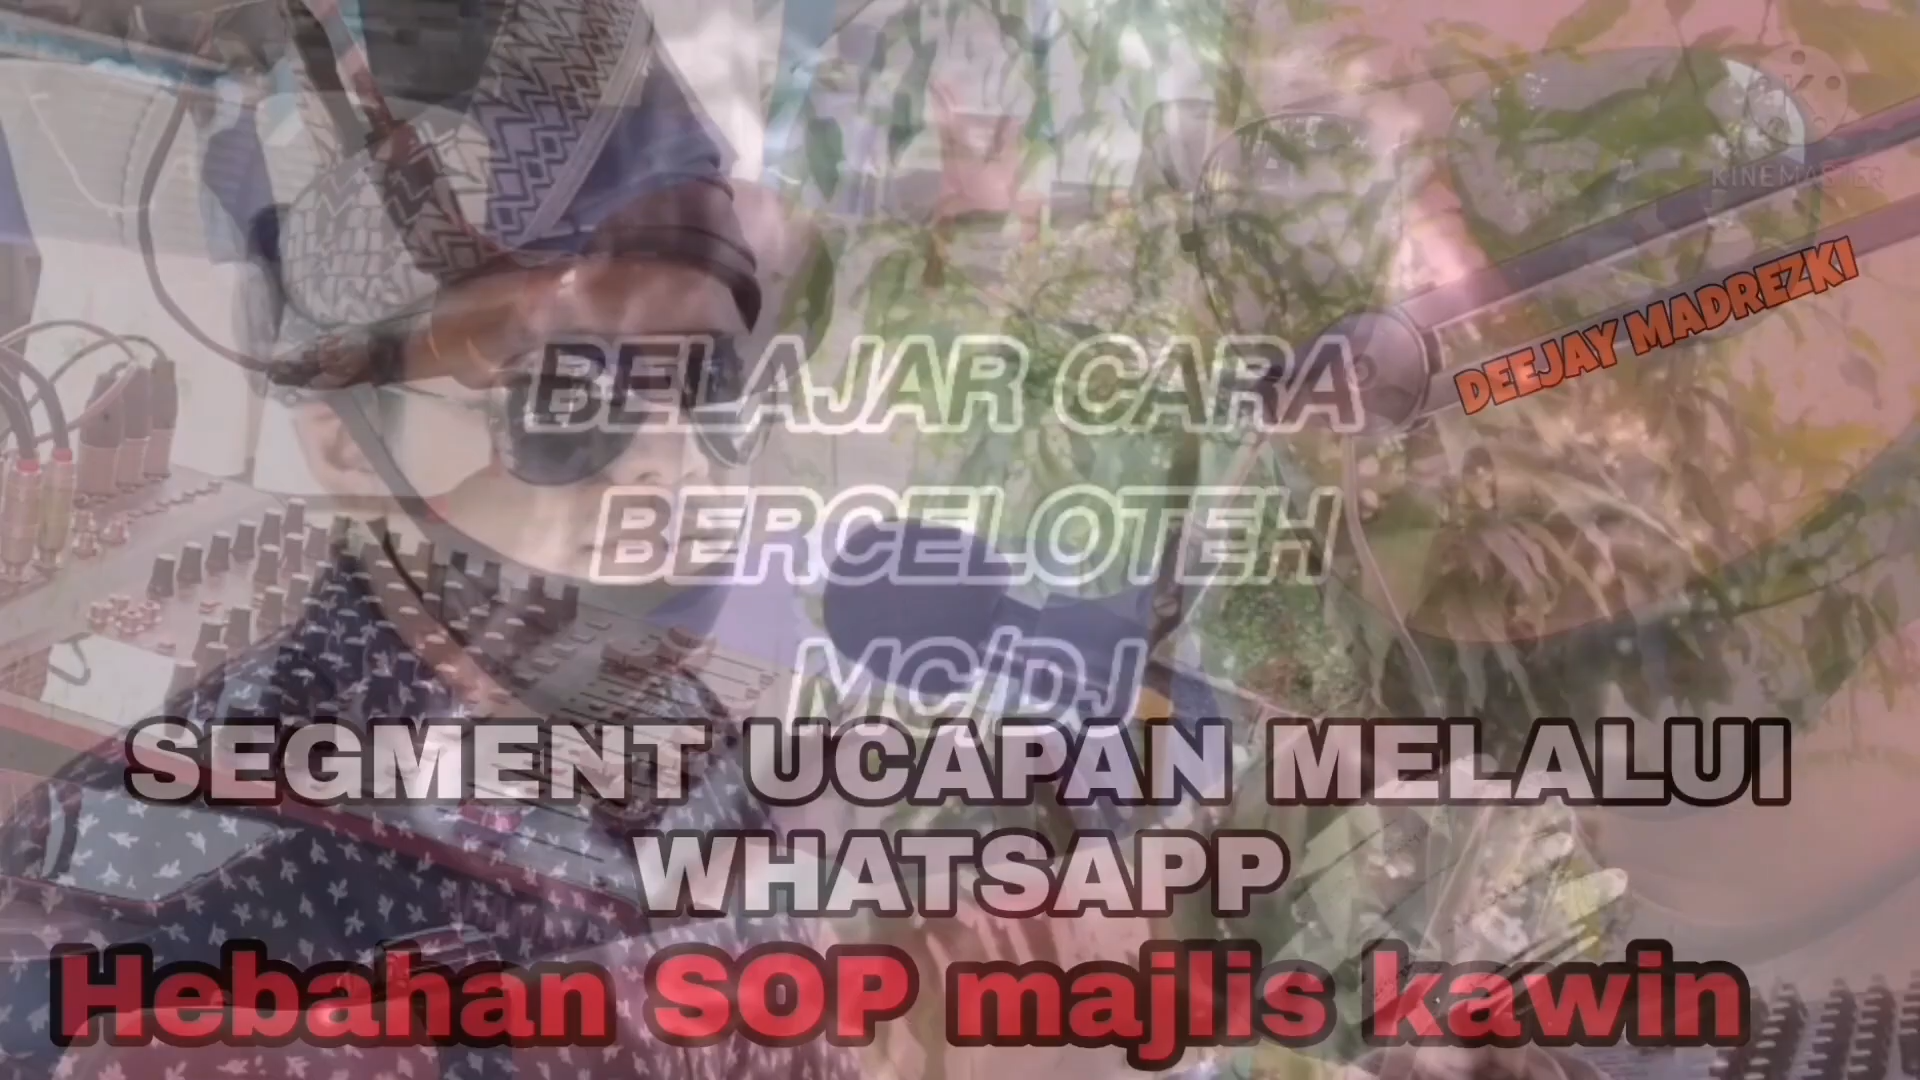 KINEMASTER
DEEJAY MADREZKI
BELAJAR CARA
BERCELOTEH
MC/DJ
SEGMENT UCAPAN MELALUI
WHATSAPP
Hebahan SOP majlis kawin